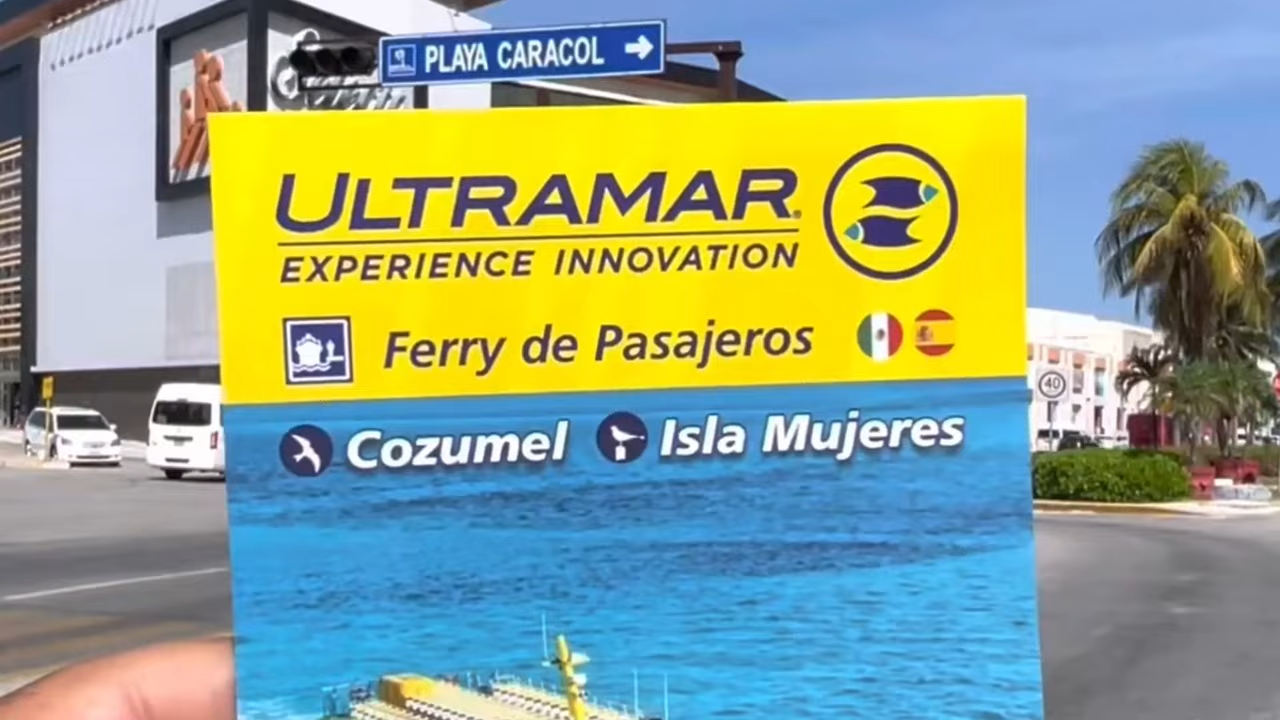 PLAYA CARACOL
ULTRAMAR
EXPERIENCE INNOVATION
Ferry de Pasajeros
Cozumel Isla Mujeres
40